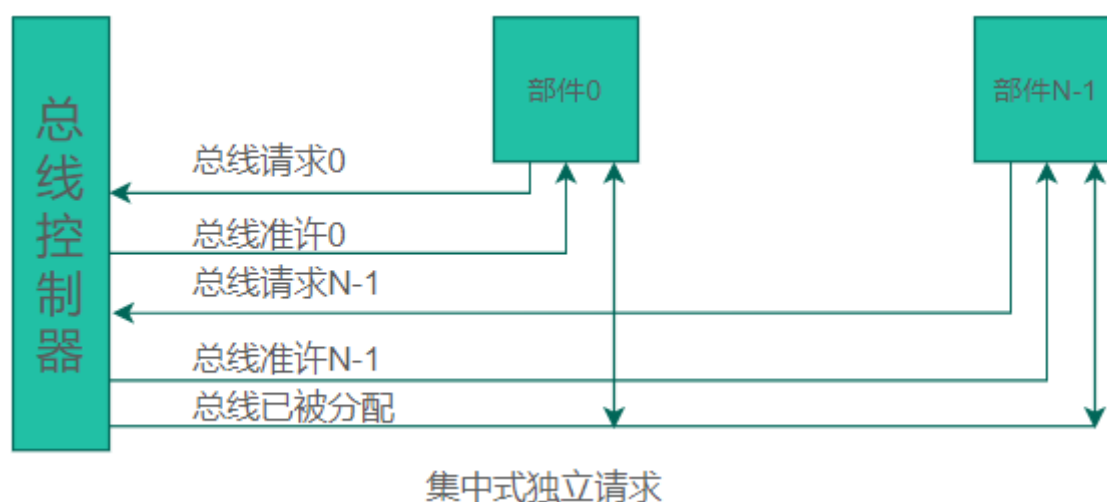 总线控制器
部件0
部件N-1
总线请求0
总线准许0
总线请求N-1
总线准许N-1
总线已被分配
集中式独立请求